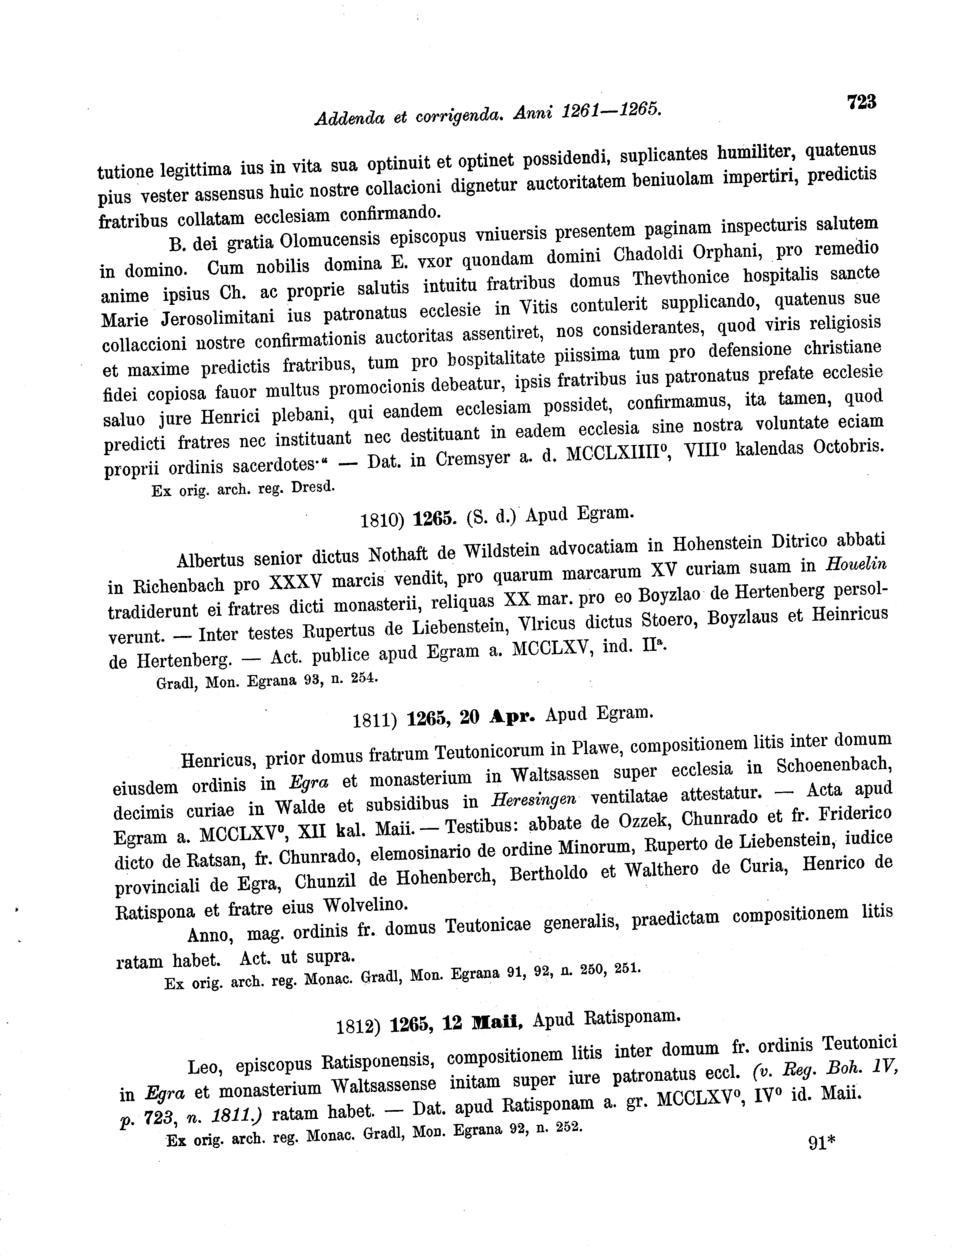 Addenda et corrigenda. Anni 1261—1265.
723
tutione legittima ius in vita sua optinuit et optinet possidendi, suplicantes humiliter, quatenus
pius vester assensus huic nostre collacioni dignetur auctoritatem beniuolam impertiri, predictis
fratribus collatam ecclesiam confirmando.
B. dei gratia Olomucensis episcopus vniuersis presentem paginam inspecturis salutem
in domino. Cum nobilis domina E. vxor quondam domini Chadoldi Orphani, pro remedio
anime ipsius Ch. ac proprie salutis intuitu fratribus domus Thevthonice hospitalis sancte
Marie Jerosolimitani ius patronatus ecclesie in Vitis contulerit supplicando, quatenus sue
collaccioni nostre confirmationis auctoritas assentiret, nos considerantes, quod viris religiosis
et maxime predictis fratribus, tum pro hospitalitate piissima tum pro defensione christiane
fidei copiosa fauor multus promocionis debeatur, ipsis fratribus ius patronatus prefate ecclesie
saluo jure Henrici plebani, qui eandem ecclesiam possidet, confirmamus, ita tamen, quod
predicti fratres nec instituant nec destituant in eadem ecclesia sine nostra voluntate eciam
proprii ordinis sacerdotes·“ — Dat. in Cremsyer a. d. MCCLXIIIIº, VIIIº kalendas Octobris.
Ex orig. arch. reg. Dresd.
1810) 1265. (S. d.) Apud Egram.
Albertus senior dictus Nothaft de Wildstein advocatiam in Hohenstein Ditrico abbati
in Richenbach pro XXXV marcis vendit, pro quarum marcarum XV curiam suam in Houelin
tradiderunt ei fratres dicti monasterii, reliquas XX mar. pro eo Boyzlao de Hertenberg persol-
verunt. — Inter testes Rupertus de Liebenstein, Vlricus dictus Stoero, Boyzlaus et Heinricus
de Hertenberg. — Act. publice apud Egram a. MCCLXV, ind. IIª.
Gradl, Mon. Egrana 93, n. 254.
1811) 1265, 20 Apr. Apud Egram.
Henricus, prior domus fratrum Teutonicorum in Plawe, compositionem litis inter domum
eiusdem ordinis in Egra et monasterium in Waltsassen super ecclesia in Schoenenbach,
decimis curiae in Walde et subsidibus in Heresingen ventilatae attestatur. — Acta apud
Egram a. MCCLXVº, XII kal. Maii. — Testibus: abbate de Ozzek, Chunrado et fr. Friderico
dicto de Ratsan, fr. Chunrado, elemosinario de ordine Minorum, Ruperto de Liebenstein, iudice
provinciali de Egra, Chunzil de Hohenberch, Bertholdo et Walthero de Curia, Henrico de
Ratispona et fratre eius Wolvelino.
Anno, mag. ordinis fr. domus Teutonicae generalis, praedictam compositionem litis
ratam habet. Act. ut supra.
Ex orig. arch. reg. Monac. Gradl, Mon. Egrana 91, 92, n. 250, 251.
1812) 1265, 12 Maii, Apud Ratisponam.
Leo, episcopus Ratisponensis, compositionem litis inter domum fr. ordinis Teutonici
in Egra et monasterium Waltsassense initam super iure patronatus eccl. (v. Reg. Boh. IV,
p. 723, n. 1811.) ratam habet. — Dat. apud Ratisponam a. gr. MCCLXVº, IVº id. Maii.
Ex orig. arch. reg. Monac. Gradl, Mon. Egrana 92, n. 252.
91*